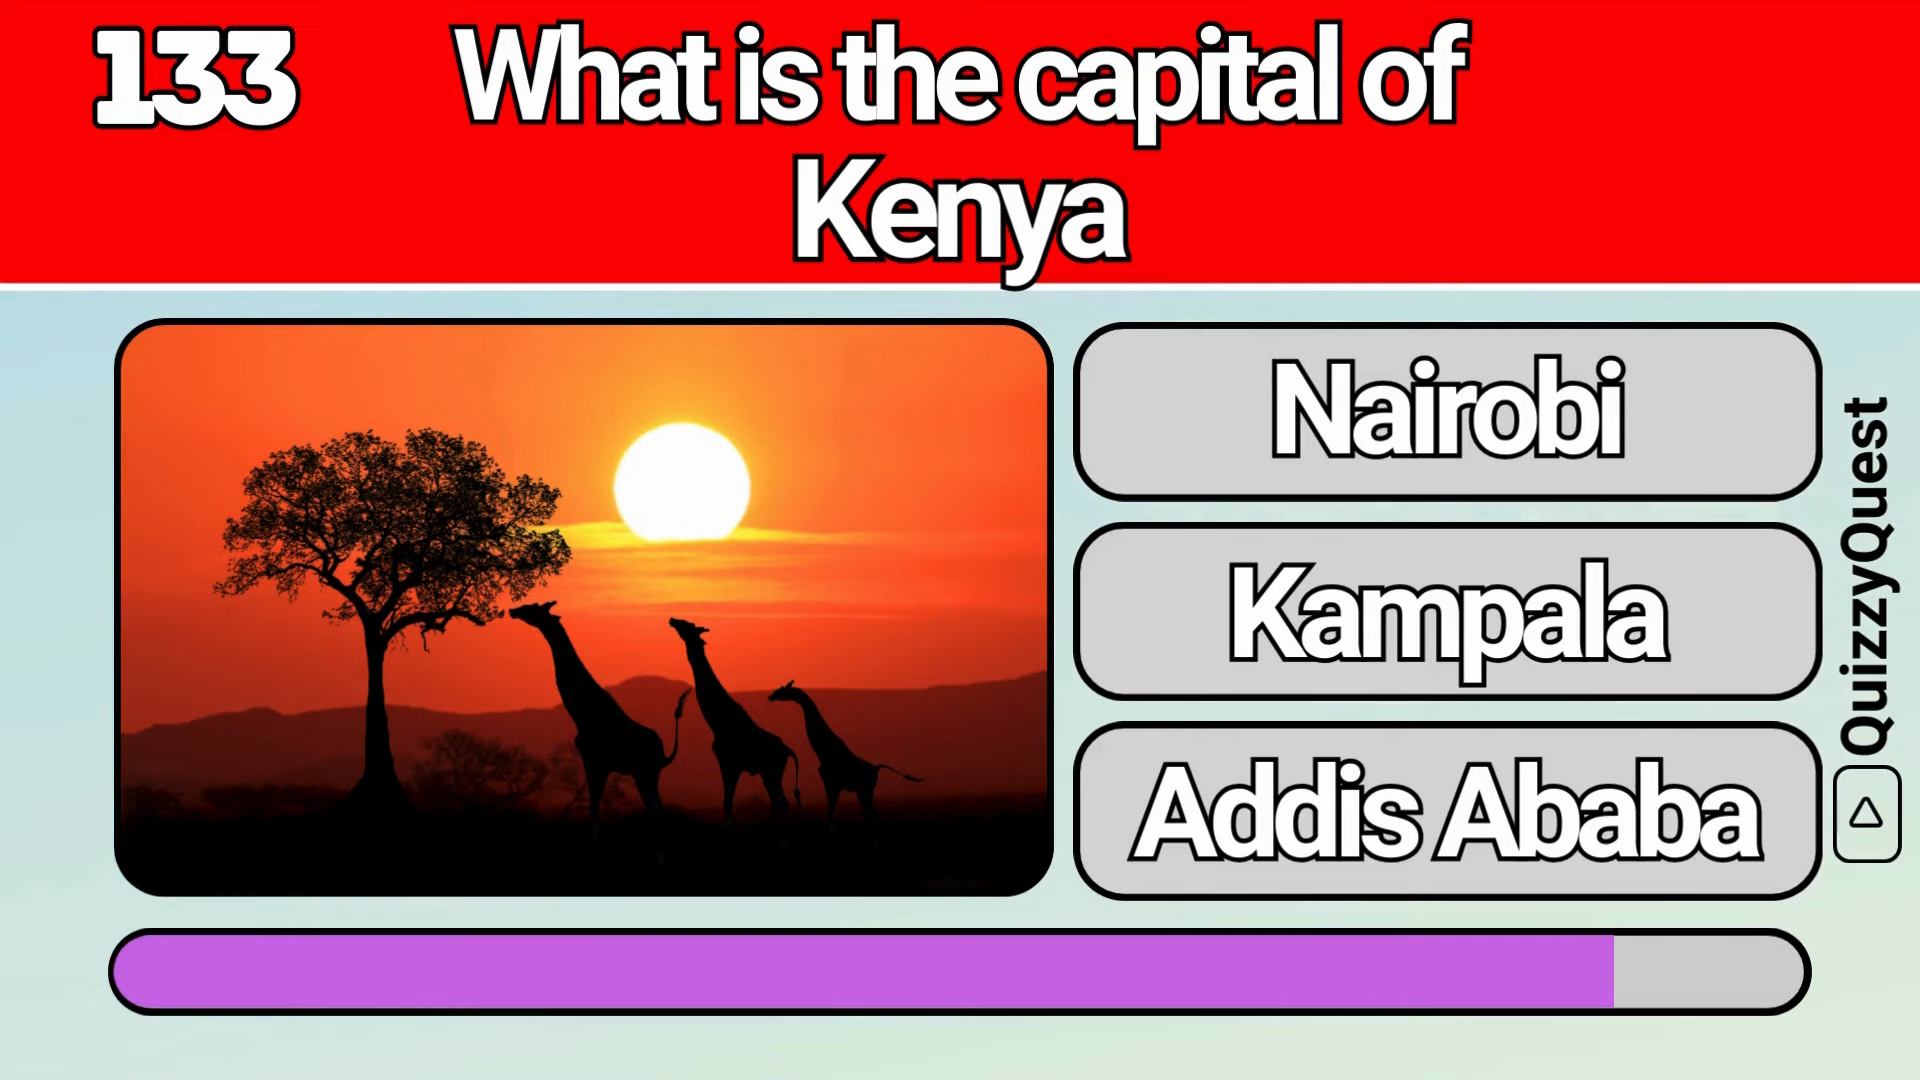 133
What is the capital of
Kenya
Nairobi
Kampala
Addis Ababa
QuizzyQuest